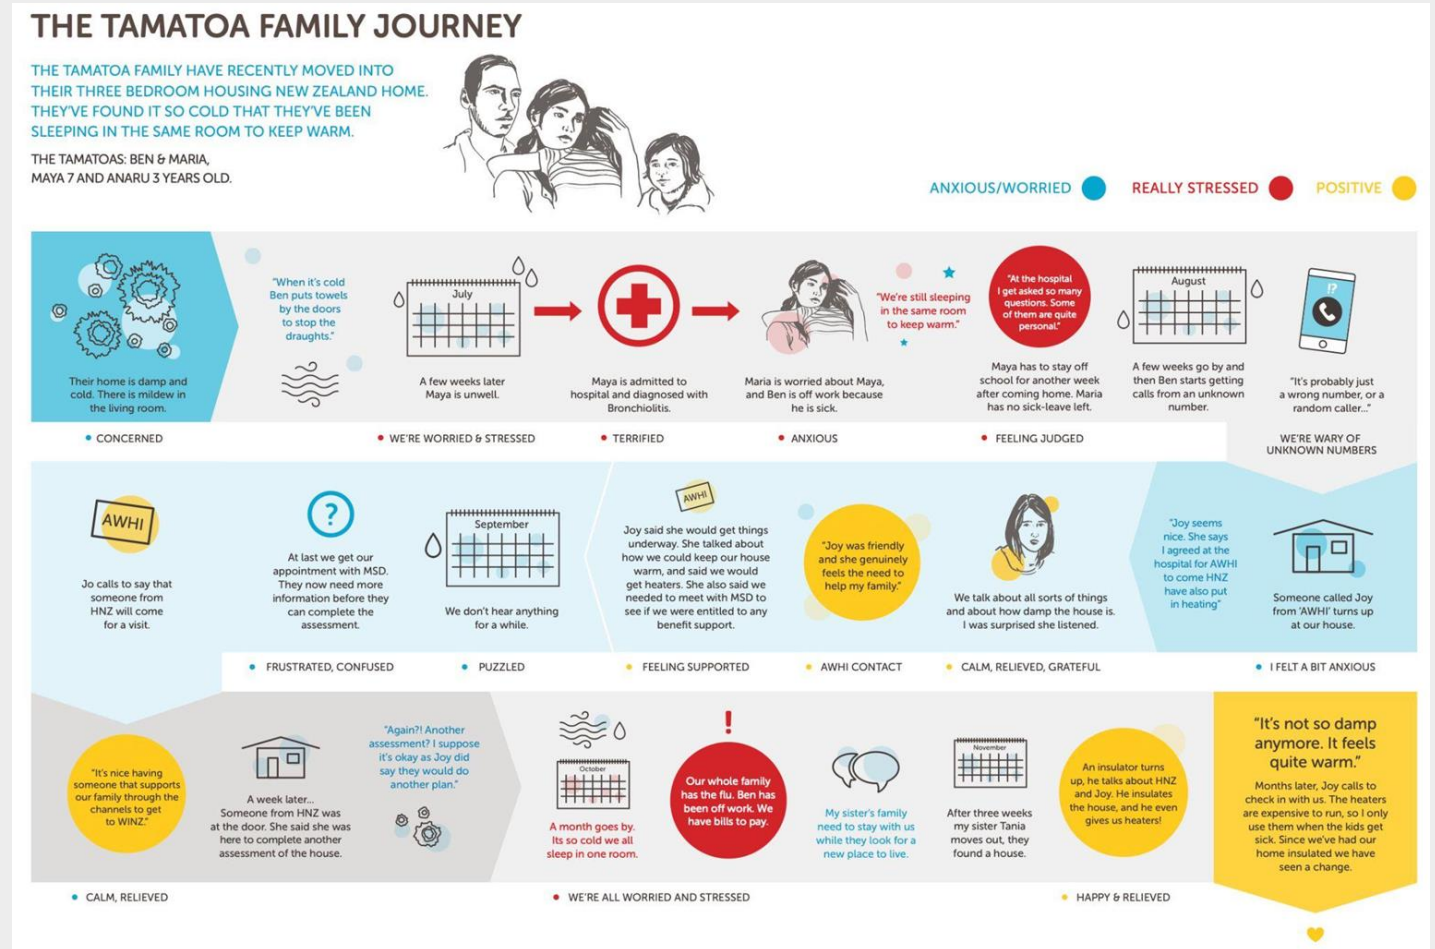 THE TAMATOA FAMILY JOURNEY
THE TAMATOA FAMILY HAVE RECENTLY MOVED INTO
THEIR THREE BEDROOM HOUSING NEW ZEALAND HOME.
THEY'VE FOUND IT SO COLD THAT THEY'VE BEEN
SLEEPING IN THE SAME ROOM TO KEEP WARM.
THE TAMATOAS: BEN & MARIA,
MAYA 7 AND ANARU 3 YEARS OLD.
ANXIOUS/WORRIED
REALLY STRESSED
POSITIVE
Their home is damp and
cold. There is mildew in
the living room.
CONCERNED
"When it's cold
Ben puts towels
by the doors
to stop the
draughts."
July
A few weeks later
Maya is unwell.
WE'RE WORRIED & STRESSED
Maya is admitted to
hospital and diagnosed with
Bronchiolitis.
TERRIFIED
Maria is worried about Maya,
and Ben is off work because
he is sick.
ANXIOUS
"We're still sleeping
in the same room
to keep warm."
"At the hospital
I get asked so many
questions. Some
of them are quite
personal."
Maya has to stay off
school for another week
after coming home. Maria
has no sick-leave left.
FEELING JUDGED
August
A few weeks go by and
then Ben starts getting
calls from an unknown
number.
!?
"It's probably just
a wrong number, or a
random caller..."
WE'RE WARY OF
UNKNOWN NUMBERS
Someone called Joy
from 'AWHI' turns up
at our house.
I FELT A BIT ANXIOUS
"Joy seems
nice. She says
I agreed at the
hospital for AWHI
to come HNZ
have also put
in heating"
We talk about all sorts of things
and about how damp the house is.
I was surprised she listened.
CALM, RELIEVED, GRATEFUL
"Joy was friendly
and she genuinely
feels the need to
help my family."
AWHI CONTACT
AWHI
Joy said she would get things
underway. She talked about
how we could keep our house
warm, and said we would
get heaters. She also said we
needed to meet with MSD to
see if we were entitled to any
benefit support.
FEELING SUPPORTED
September
We don't hear anything
for a while.
PUZZLED
?
At last we get our
appointment with MSD.
They now need more
information before they
can complete the
assessment.
FRUSTRATED, CONFUSED
AWHI
Jo calls to say that
someone from
HNZ will come
for a visit.
"It's nice having
someone that supports
our family through the
channels to get
to WINZ."
CALM, RELIEVED
A week later...
Someone from HNZ was
at the door. She said she was
here to complete another
assessment of the house.
"Again?! Another
assessment? I suppose
it's okay as Joy did
say they would do
another plan."
October
A month goes by.
Its so cold we all
sleep in one room.
WE'RE ALL WORRIED AND STRESSED
!
Our whole family
has the flu. Ben has
been off work. We
have bills to pay.
My sister's family
need to stay with us
while they look for a
new place to live.
November
After three weeks
my sister Tania
moves out, they
found a house.
An insulator turns
up, he talks about HNZ
and Joy. He insulates
the house, and he even
gives us heaters!
HAPPY & RELIEVED
"It's not so damp
anymore. It feels
quite warm."
Months later, Joy calls to
check in with us. The heaters
are expensive to run, so I only
use them when the kids get
sick. Since we've had our
home insulated we have
seen a change.